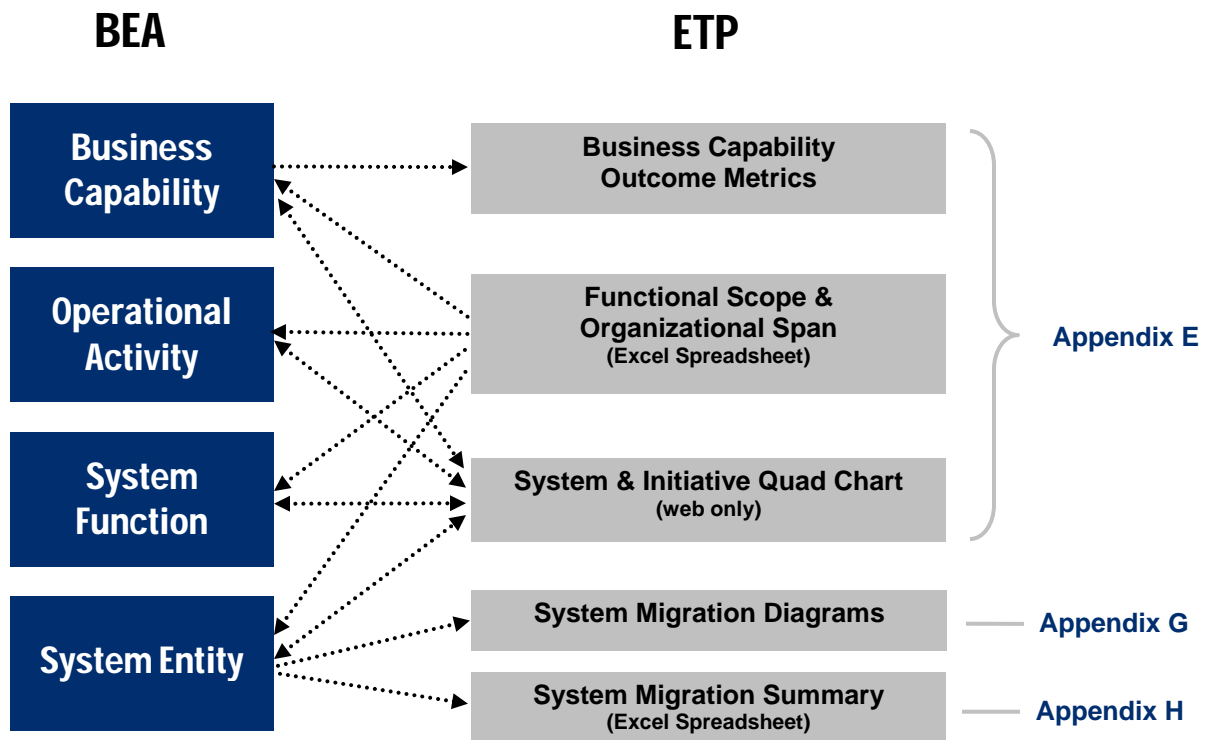 BEA
ETP
Business
Capability
Operational
Activity
System
Function
System Entity
Business Capability
Outcome Metrics
Functional Scope &
Organizational Span
(Excel Spreadsheet)
System & Initiative Quad Chart
(web only)
System Migration Diagrams
System Migration Summary
(Excel Spreadsheet)
Appendix E
Appendix G
Appendix H